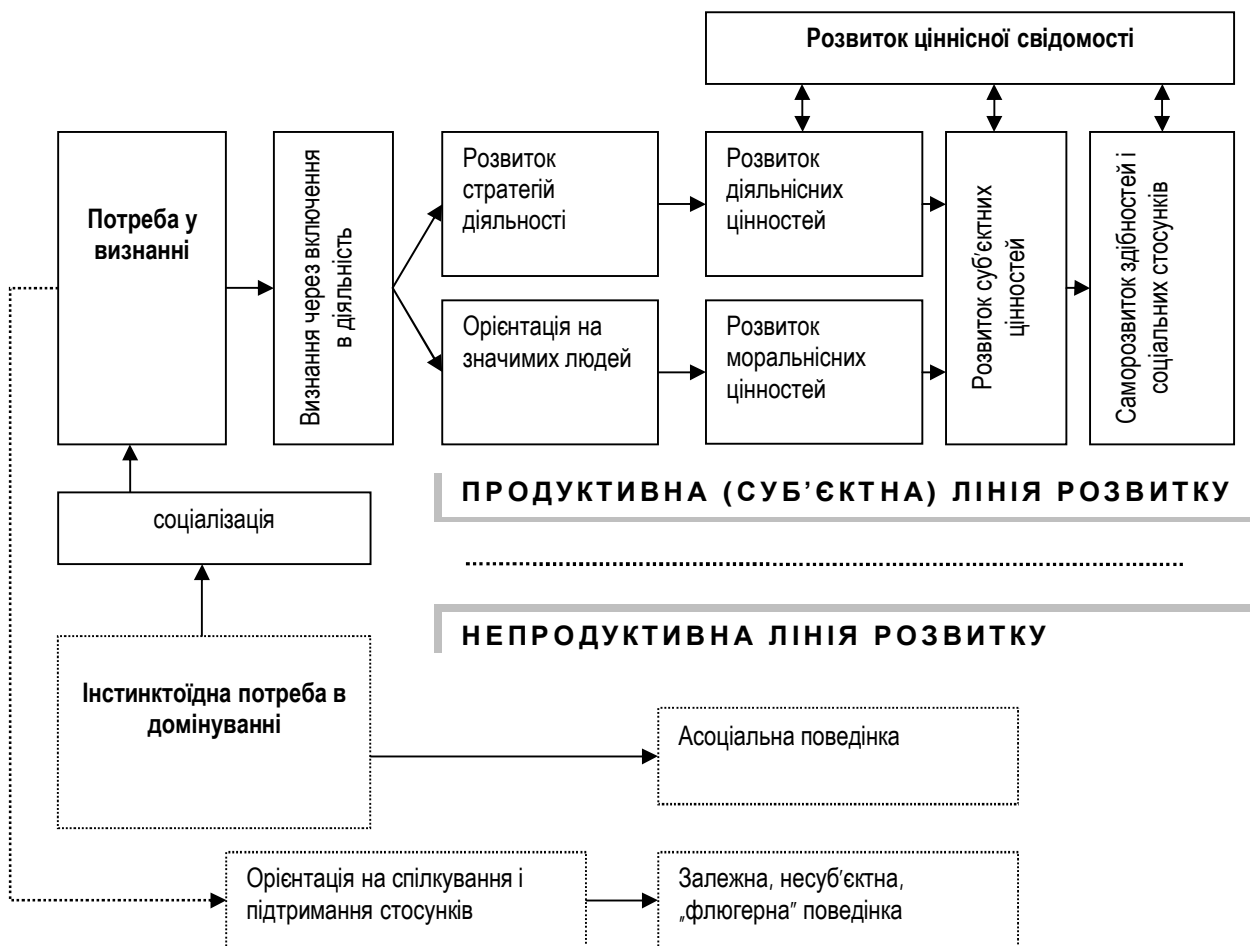 Розвиток ціннісної свідомості
Потреба у
визнанні
Визнання через включення
в діяльність
Розвиток
стратегій
діяльності
Розвиток
діяльнісних
цінностей
Орієнтація на
значимих людей
Розвиток
моральнісних
цінностей
Розвиток суб'єктних
цінностей
Саморозвиток здібностей і
соціальних стосунків
соціалізація
ПРОДУКТИВНА (СУБ’ЄКТНА) ЛІНІЯ РОЗВИТКУ
НЕПРОДУКТИВНА ЛІНІЯ РОЗВИТКУ
Інстинктоїдна потреба в
домінуванні
Асоціальна поведінка
Орієнтація на спілкування і
підтримання стосунків
Залежна, несуб'єктна,
„флюгерна” поведінка